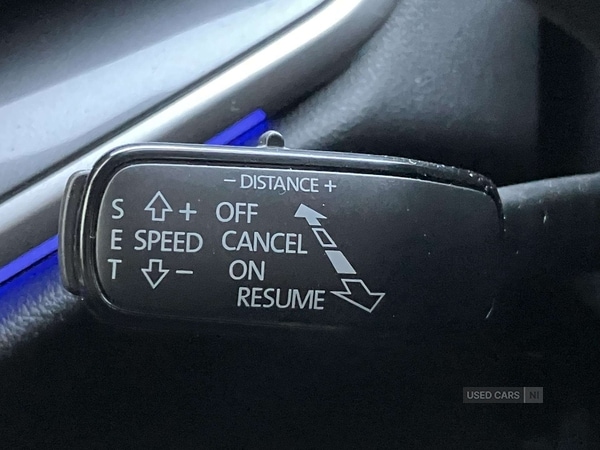 – DISTANCE +
S + OFF
E SPEED CANCEL
T – ON
RESUME
USED CARS NI